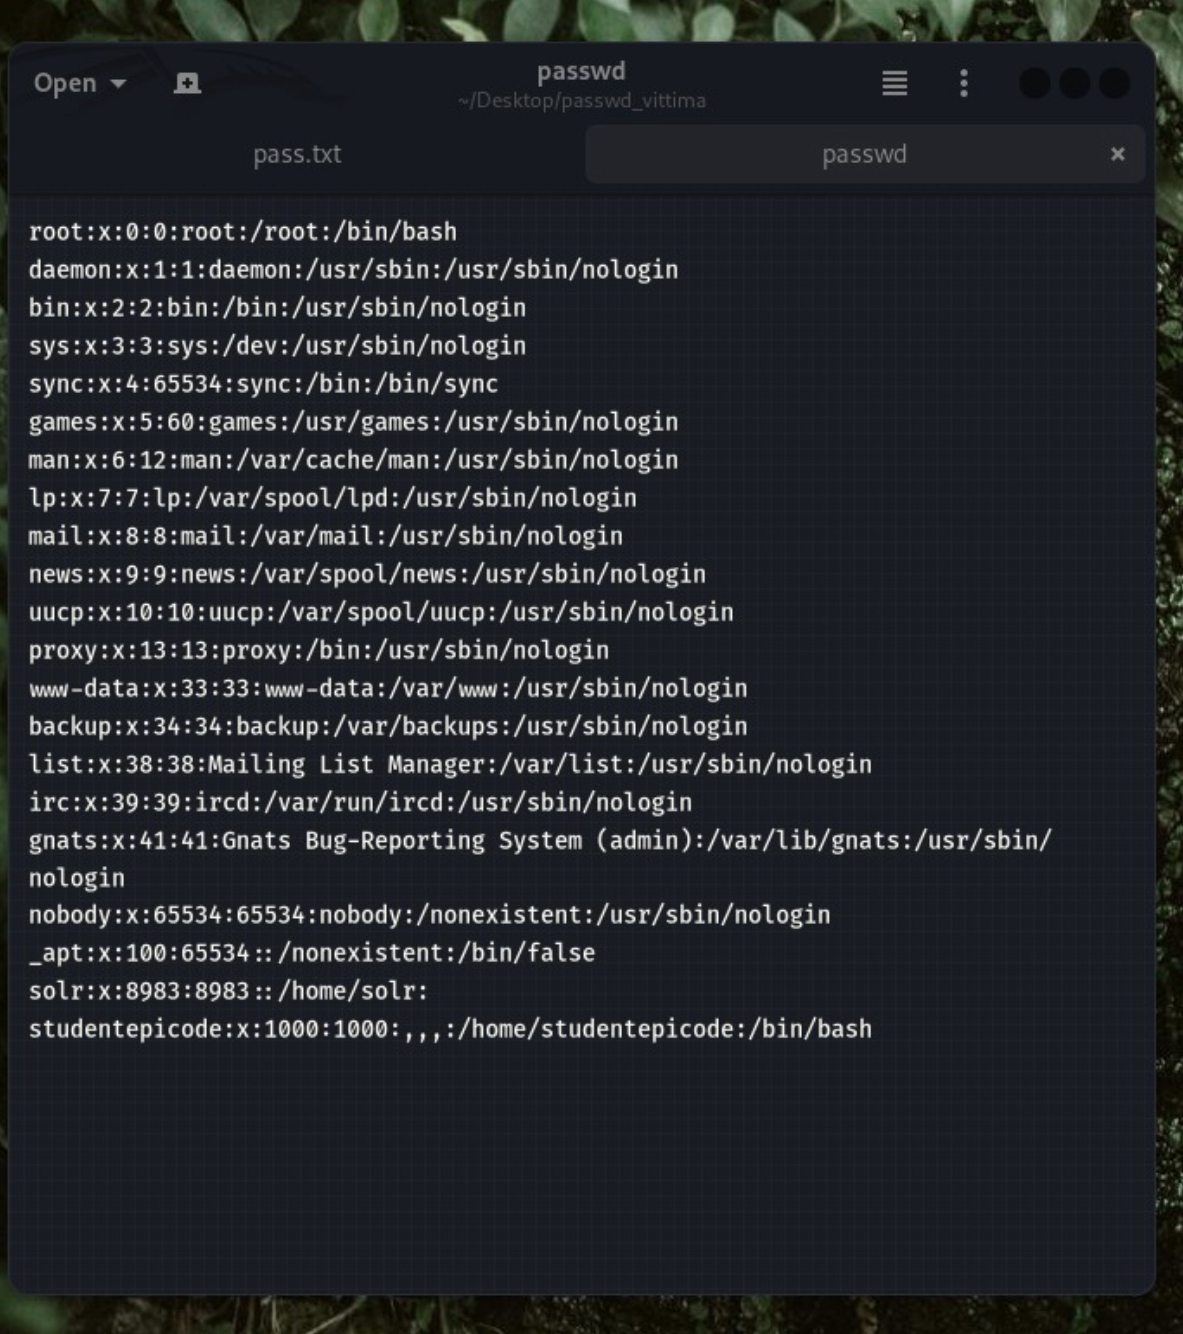 Open
passwd
~/Desktop/passwd_vittima
pass.txt
passwd
root:x:0:0:root:/root:/bin/bash
daemon:x:1:1:daemon:/usr/sbin:/usr/sbin/nologin
bin:x:2:2:bin:/bin:/usr/sbin/nologin
sys:x:3:3:sys:/dev:/usr/sbin/nologin
sync:x:4:65534:sync:/bin:/bin/sync
games:x:5:60:games:/usr/games:/usr/sbin/nologin
man:x:6:12:man:/var/cache/man:/usr/sbin/nologin
lp:x:7:7:lp:/var/spool/lpd:/usr/sbin/nologin
mail:x:8:8:mail:/var/mail:/usr/sbin/nologin
news:x:9:9:news:/var/spool/news:/usr/sbin/nologin
uucp:x:10:10:uucp:/var/spool/uucp:/usr/sbin/nologin
proxy:x:13:13:proxy:/bin:/usr/sbin/nologin
www-data:x:33:33:www-data:/var/www:/usr/sbin/nologin
backup:x:34:34:backup:/var/backups:/usr/sbin/nologin
list:x:38:38:Mailing List Manager:/var/list:/usr/sbin/nologin
irc:x:39:39:ircd:/var/run/ircd:/usr/sbin/nologin
gnats:x:41:41:Gnats Bug-Reporting System (admin):/var/lib/gnats:/usr/sbin/
nologin
nobody:x:65534:65534:nobody:/nonexistent:/usr/sbin/nologin
_apt:x:100:65534::/nonexistent:/bin/false
solr:x:8983:8983::/home/solr:
studentepicode:x:1000:1000:,,,:/home/studentepicode:/bin/bash